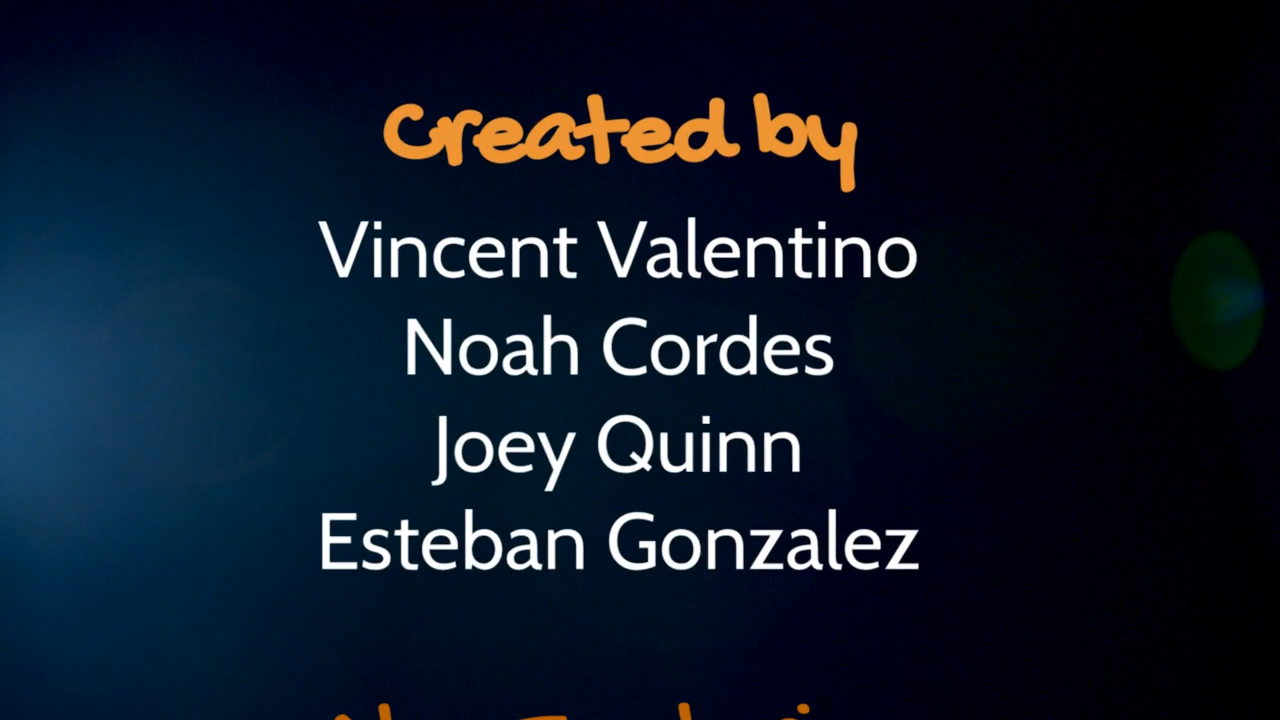 Created by
Vincent Valentino
Noah Cordes
Joey Quinn
Esteban Gonzalez